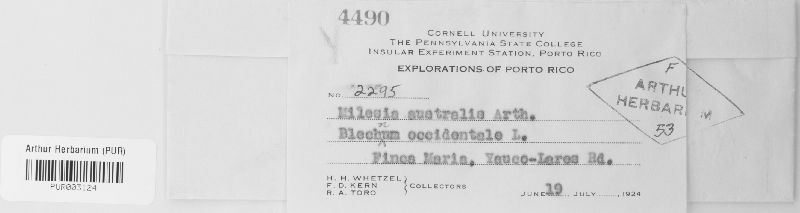 4490
CORNELL UNIVERSITY
THE PENNSYLVANIA STATE COLLEGE
INSULAR EXPERIMENT STATION, PORTO RICO
EXPLORATIONS OF PORTO RICO
NO. 2295
Milesia australis Arth.
Blechnum occidentale L.
Finca Maria, Yauco-Lares Rd.
H. H. WHETZEL
F. D. KERN
R. A. TORO
COLLECTORS
JUNE 19 JULY, 1924
F
ARTHU
HERBAR M
53
Arthur Herbarium (PUR)
PUR003124